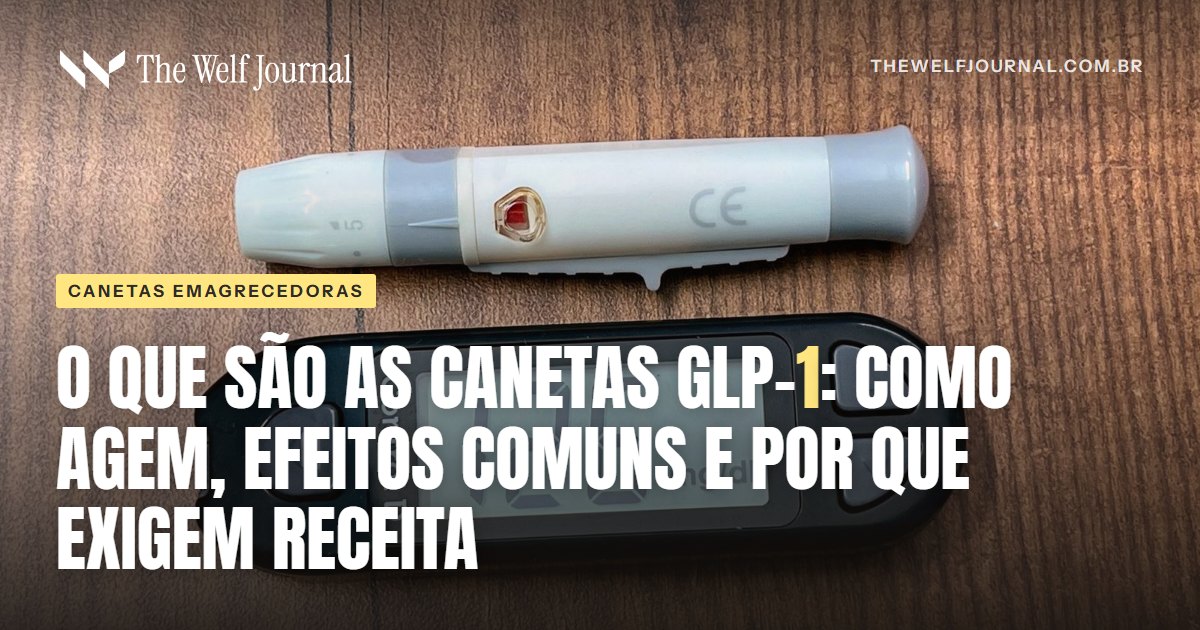 The Welf Journal
THEWELFJOURNAL.COM.BR
5
CE
CANETAS EMAGRECEDORAS
O QUE SÃO AS CANETAS GLP-1: COMO
AGEM, EFEITOS COMUNS E POR QUE
EXIGEM RECEITA